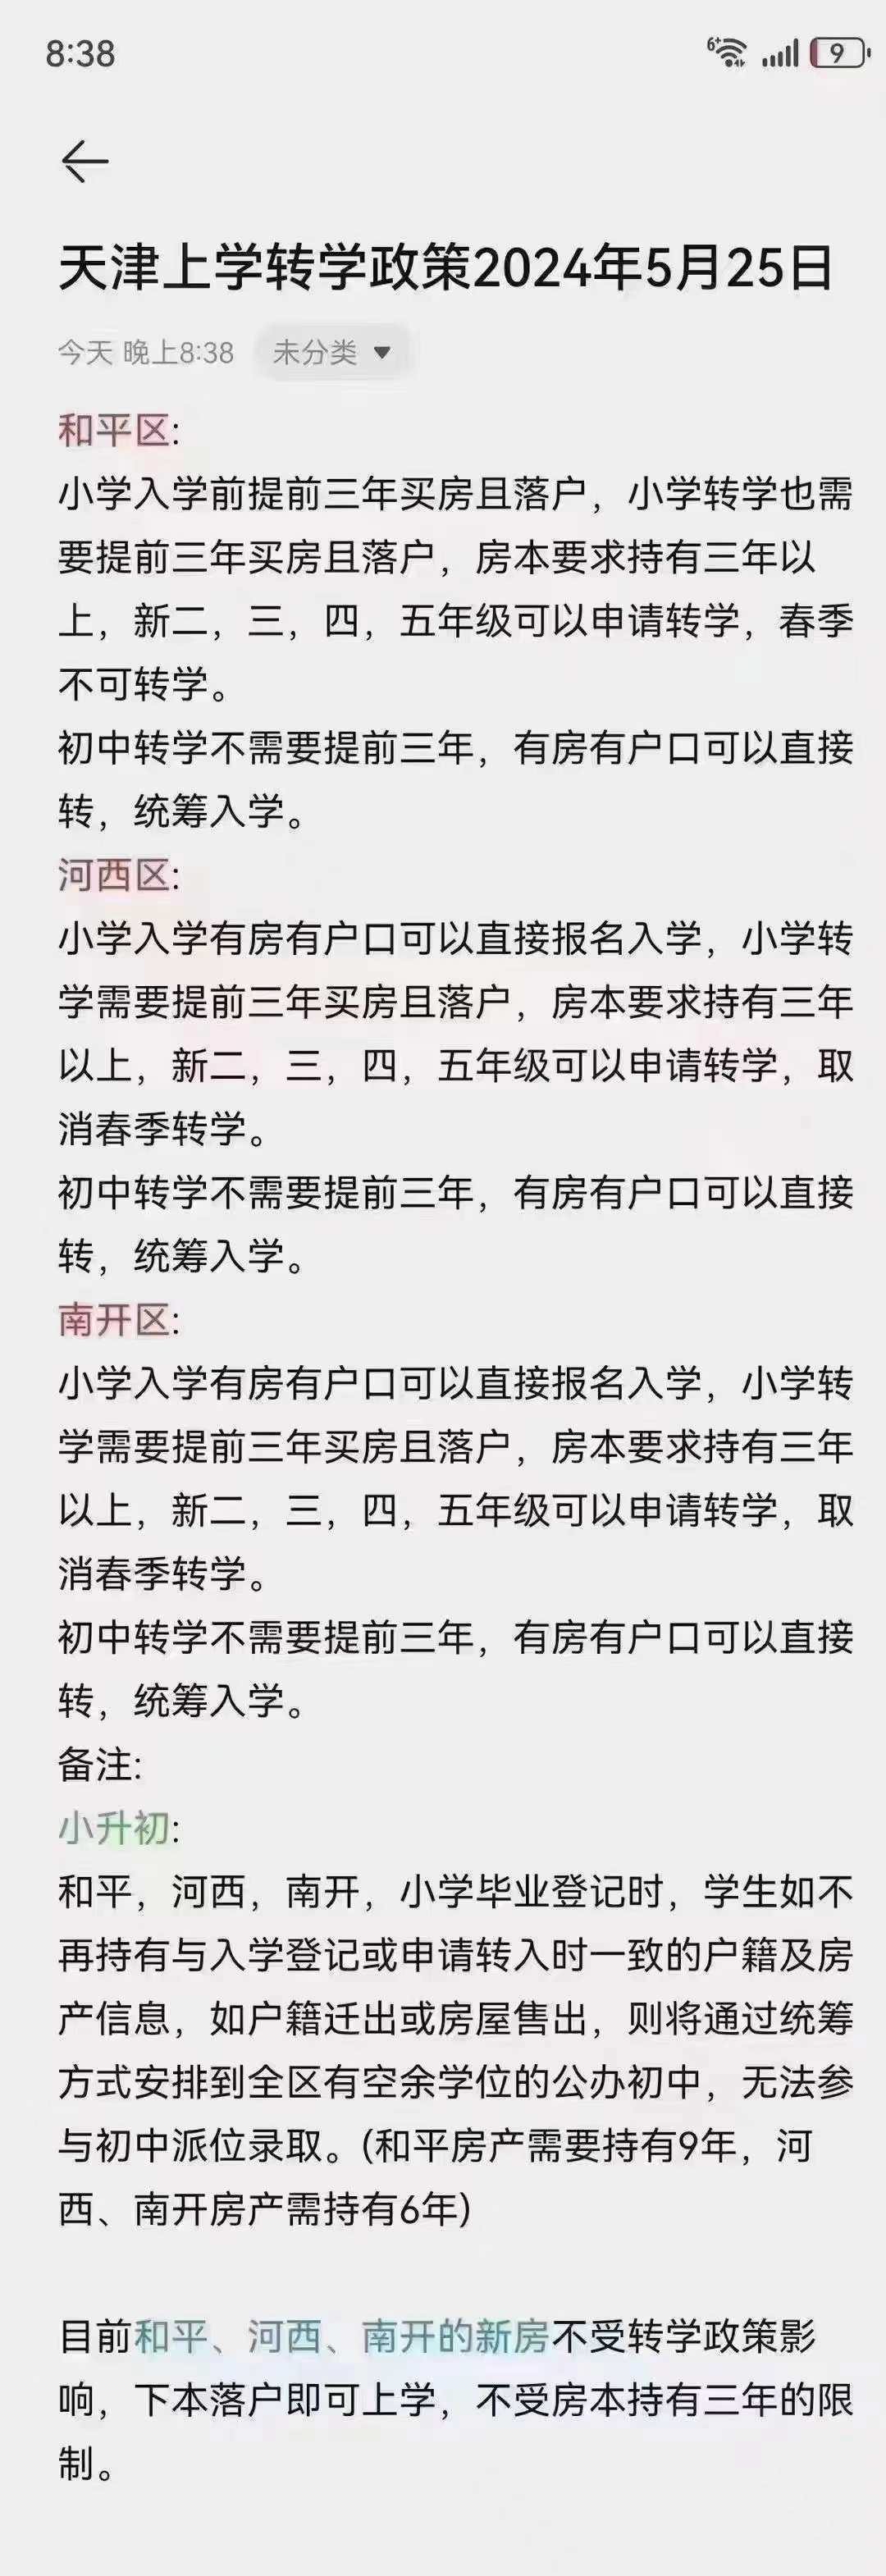 8:38
6+
9
天津上学转学政策2024年5月25日
今天 晚上8:38 未分类
和平区:
小学入学前提前三年买房且落户，小学转学也需
要提前三年买房且落户，房本要求持有三年以
上，新二，三，四，五年级可以申请转学，春季
不可转学。
初中转学不需要提前三年，有房有户口可以直接
转，统筹入学。
河西区:
小学入学有房有户口可以直接报名入学，小学转
学需要提前三年买房且落户，房本要求持有三年
以上，新二，三，四，五年级可以申请转学，取
消春季转学。
初中转学不需要提前三年，有房有户口可以直接
转，统筹入学。
南开区:
小学入学有房有户口可以直接报名入学，小学转
学需要提前三年买房且落户，房本要求持有三年
以上，新二，三，四，五年级可以申请转学，取
消春季转学。
初中转学不需要提前三年，有房有户口可以直接
转，统筹入学。
备注:
小升初:
和平，河西，南开，小学毕业登记时，学生如不
再持有与入学登记或申请转入时一致的户籍及房
产信息，如户籍迁出或房屋售出，则将通过统筹
方式安排到全区有空余学位的公办初中，无法参
与初中派位录取。(和平房产需要持有9年，河
西、南开房产需持有6年)
目前和平、河西、南开的新房不受转学政策影
响，下本落户即可上学，不受房本持有三年的限
制。